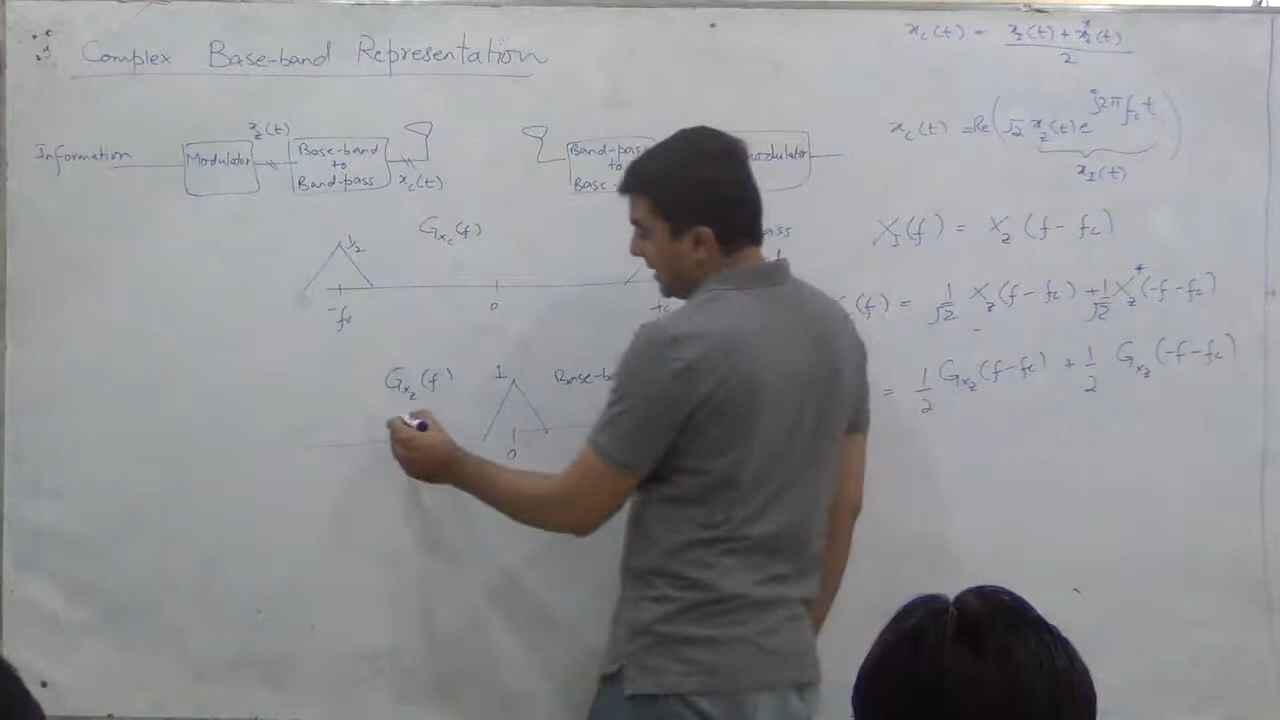 Complex Base-band Representation
x_c(t) = (x_I(t) + x_I^*(t)) / 2
x_c(t) = Re(√2 x_z(t) e^{j2πf_c t})
x_I(t)
Information
Modulator
x_z(t)
Base-band
to
Band-pass
x_c(t)
Band-pass
to
Base-
modulator
G_{x_c}(f)
1/2
-f_c
0
X_I(f) = X_z(f - f_c)
(f) = 1/√2 X_z(f - f_c) + 1/√2 X_z^*(-f - f_c)
= 1/2 G_{x_z}(f - f_c) + 1/2 G_{x_z}(-f - f_c)
G_{x_z}(f)
1
Base-b
0